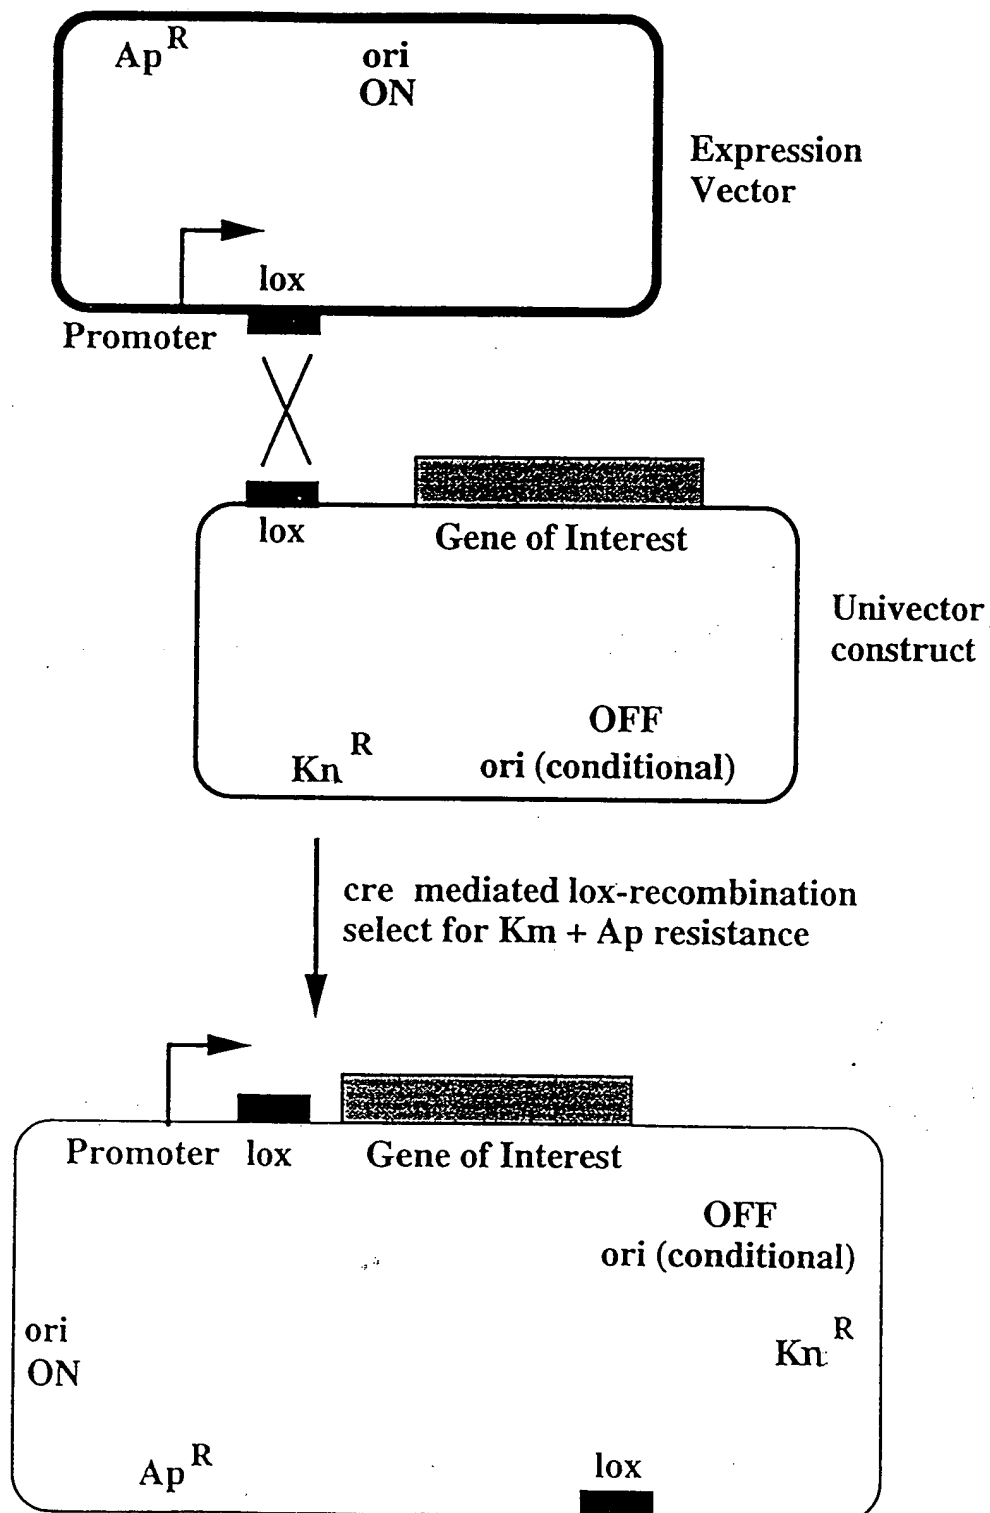 Ap R
ori
ON
Expression
Vector
lox
Promoter
lox
Gene of Interest
Univector
construct
OFF
Kn R
ori (conditional)
cre mediated lox-recombination
select for Km + Ap resistance
Promoter lox Gene of Interest
OFF
ori (conditional)
ori
ON
Kn R
Ap R
lox